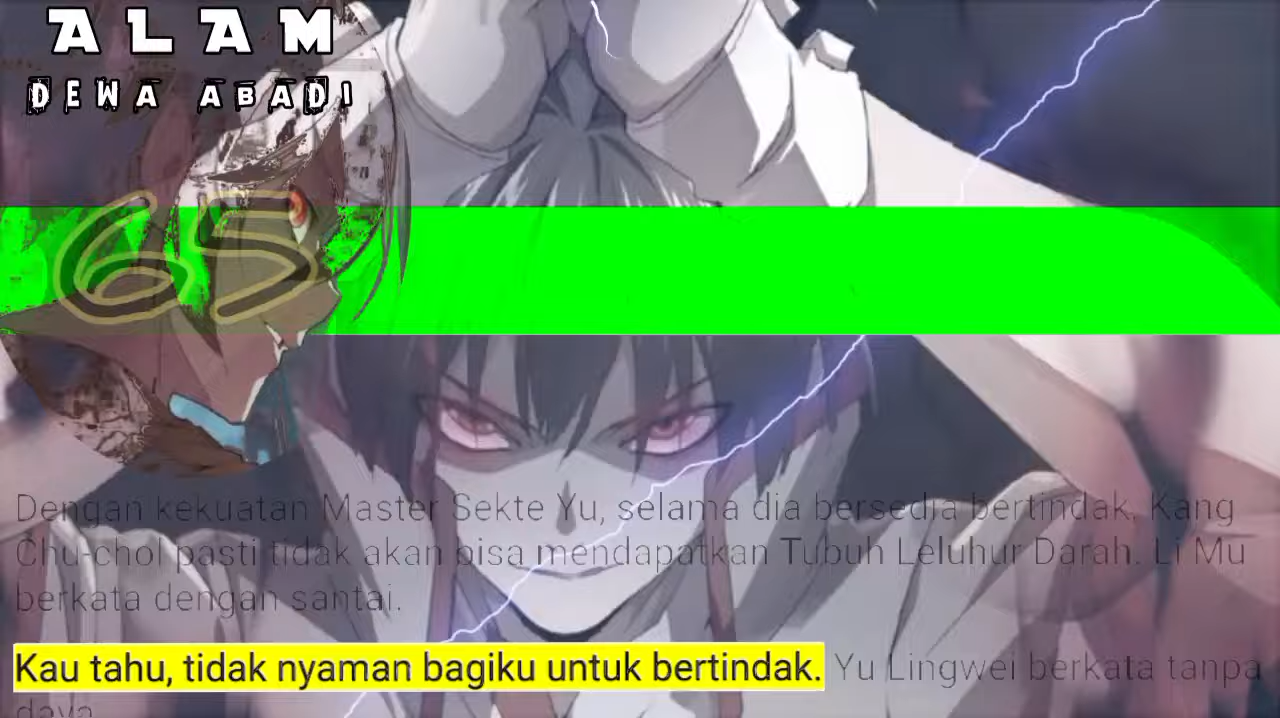 ALAM
DEWA ABADI
65
Dengan kekuatan Master Sekte Yu, selama dia bersedia bertindak, Kang
Chu-chol pasti tidak akan bisa mendapatkan Tubuh Leluhur Darah. Li Mu
berkata dengan santai.
Kau tahu, tidak nyaman bagiku untuk bertindak. Yu Lingwei berkata tanpa
daya.